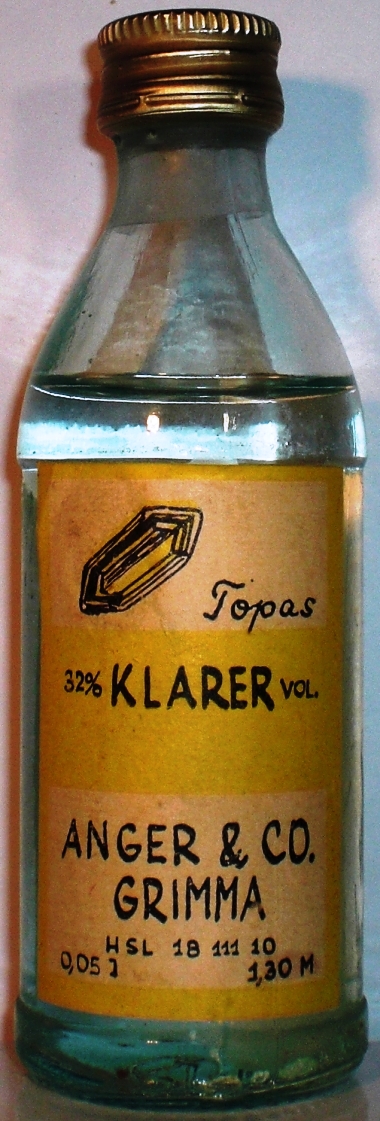 Topas
32% KLARER VOL.
ANGER & CO.
GRIMMA
HSL 18 111 10
0,05 l 1,30 M